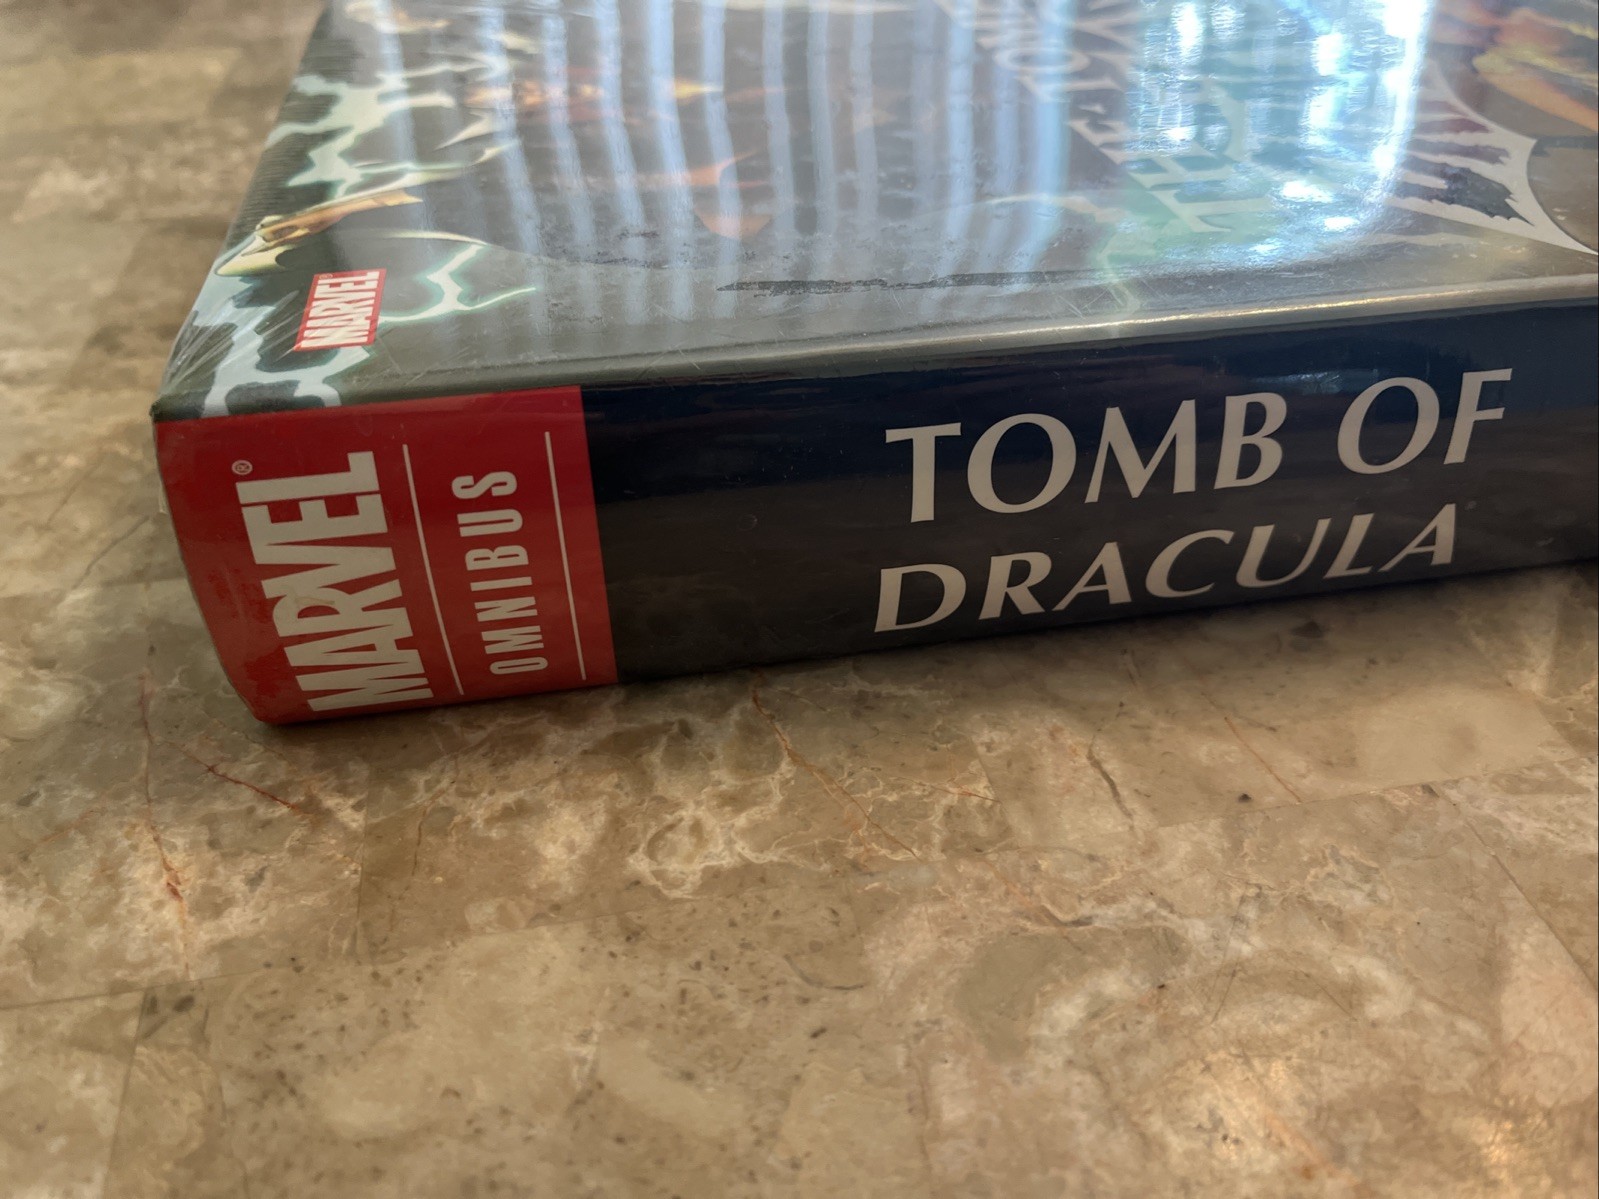 MARVEL
MARVEL®
OMNIBUS
TOMB OF
DRACULA